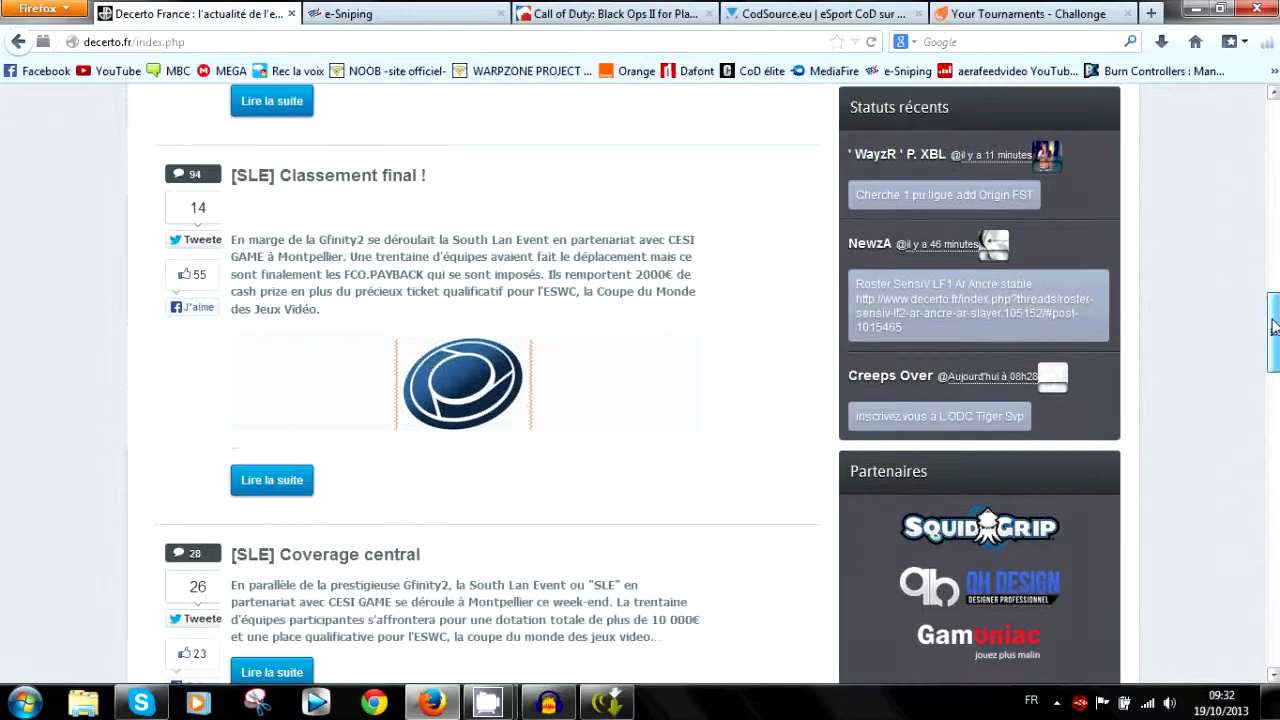 Firefox
Decerto France : l'actualité de l'e...
e-Sniping
Call of Duty: Black Ops II for Pla...
CodSource.eu | eSport CoD sur ...
Your Tournaments - Challonge
decerto.fr/index.php
Google
Facebook
YouTube
MBC
MEGA
Rec la voix
NOOB -site officiel-
WARPZONE PROJECT ...
Orange
Dafont
CoD élite
MediaFire
e-Sniping
aerafeedvideo YouTub...
Burn Controllers : Man...
Lire la suite
94
[SLE] Classement final !
14
Tweete
55
J'aime
En marge de la Gfinity2 se déroulait la South Lan Event en partenariat avec CESI
GAME à Montpellier. Une trentaine d'équipes avaient fait le déplacement mais ce
sont finalement les FCO.PAYBACK qui se sont imposés. Ils remportent 2000€ de
cash prize en plus du précieux ticket qualificatif pour l'ESWC, la Coupe du Monde
des Jeux Vidéo.
...
Lire la suite
28
[SLE] Coverage central
26
Tweete
23
En parallèle de la prestigieuse Gfinity2, la South Lan Event ou "SLE" en
partenariat avec CESI GAME se déroule à Montpellier ce week-end. La trentaine
d'équipes participantes s'affrontera pour une dotation totale de plus de 10 000€
et une place qualificative pour l'ESWC, la coupe du monde des jeux video....
Lire la suite
Statuts récents
' WayzR ' P. XBL @il y a 11 minutes
Cherche 1 pu ligue add Origin FST
NewzA @il y a 46 minutes
Roster SensiV LF1 Ar Ancre stable
http://www.decerto.fr/index.php?threads/roster-
sensiv-lf2-ar-ancre-ar-slayer.105152/#post-
1015465
Creeps Over @Aujourd'hui à 08h28
inscrivez vous a L'ODC Tiger Svp
Partenaires
SQUIDGRIP
QH DESIGN
DESIGNER PROFESSIONNEL
Gamoniac
jouez plus malin
FR
09:32
19/10/2013